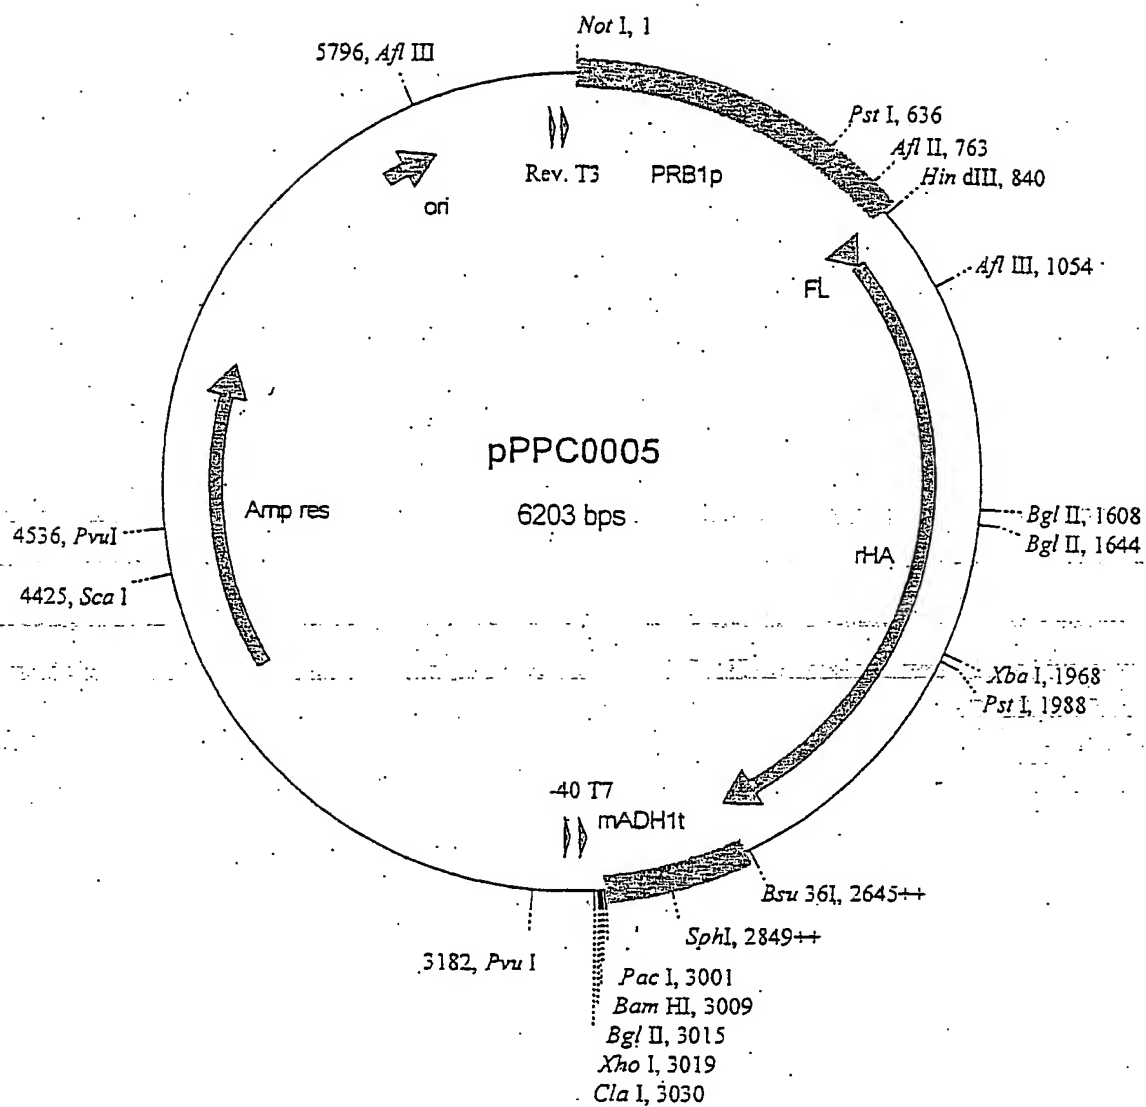 Not I, 1
5796, Afl III
Pst I, 636
Afl II, 763
Hin dIII, 840
Rev. T3
PRB1p
ori
Afl III, 1054
FL
pPPC0005
6203 bps
Amp res
4536, PvuI
4425, Sca I
Bgl II, 1608
Bgl II, 1644
rHA
Xba I, 1968
Pst I, 1988
-40 T7
mADH1t
Bsu 36I, 2645++
SphI, 2849++
3182, Pvu I
Pac I, 3001
Bam HI, 3009
Bgl II, 3015
Xho I, 3019
Cla I, 3030